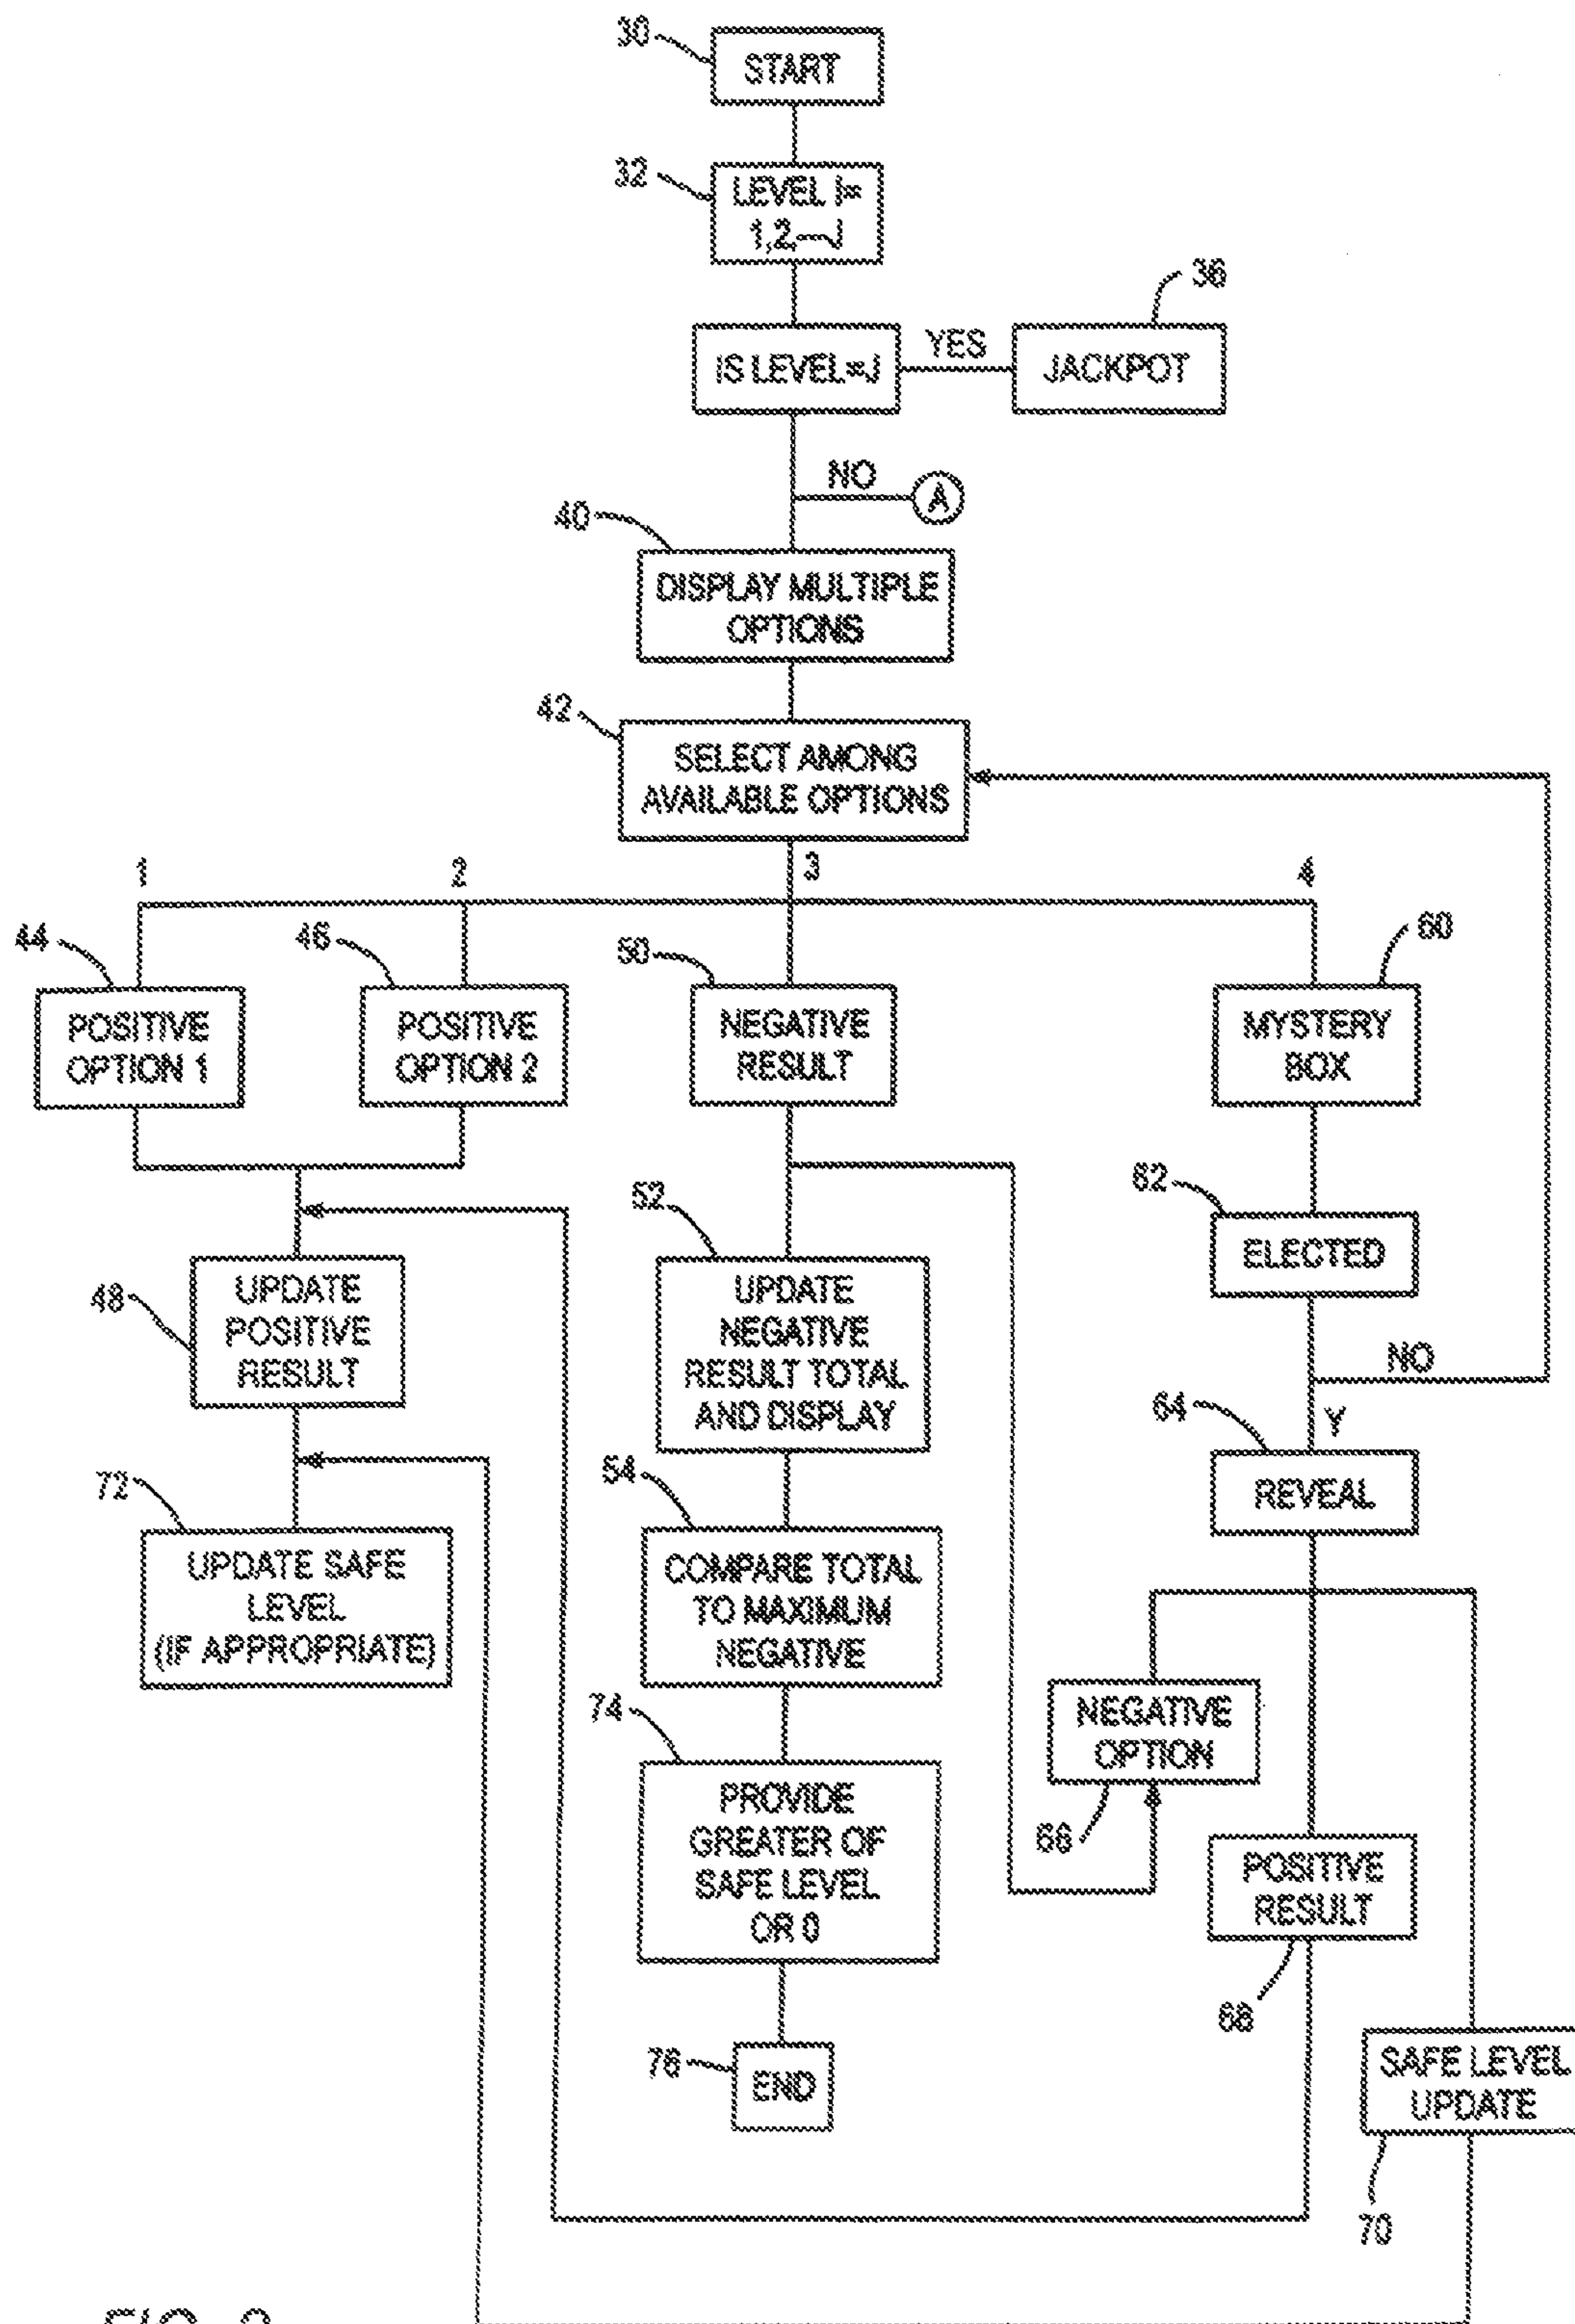 30
START
32
LEVEL I=
1,2,---J
36
IS LEVEL=J
YES
JACKPOT
NO
A
40
DISPLAY MULTIPLE
OPTIONS
42
SELECT AMONG
AVAILABLE OPTIONS
1
2
3
4
44
46
50
60
POSITIVE
OPTION 1
POSITIVE
OPTION 2
NEGATIVE
RESULT
MYSTERY
BOX
52
62
ELECTED
48
UPDATE
POSITIVE
RESULT
UPDATE
NEGATIVE
RESULT TOTAL
AND DISPLAY
NO
64
Y
REVEAL
72
UPDATE SAFE
LEVEL
(IF APPROPRIATE)
54
COMPARE TOTAL
TO MAXIMUM
NEGATIVE
74
PROVIDE
GREATER OF
SAFE LEVEL
OR 0
NEGATIVE
OPTION
66
POSITIVE
RESULT
68
76
END
SAFE LEVEL
UPDATE
70